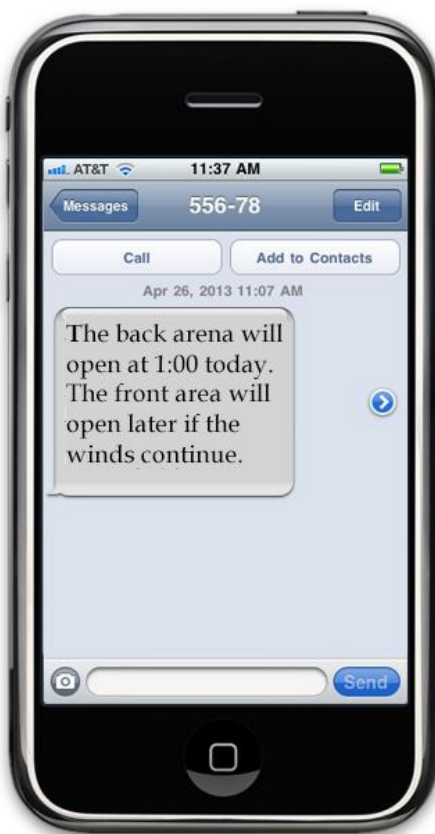 AT&T 11:37 AM
Messages 556-78 Edit
Call Add to Contacts
Apr 26, 2013 11:07 AM
The back arena will
open at 1:00 today.
The front area will
open later if the
winds continue.
Send